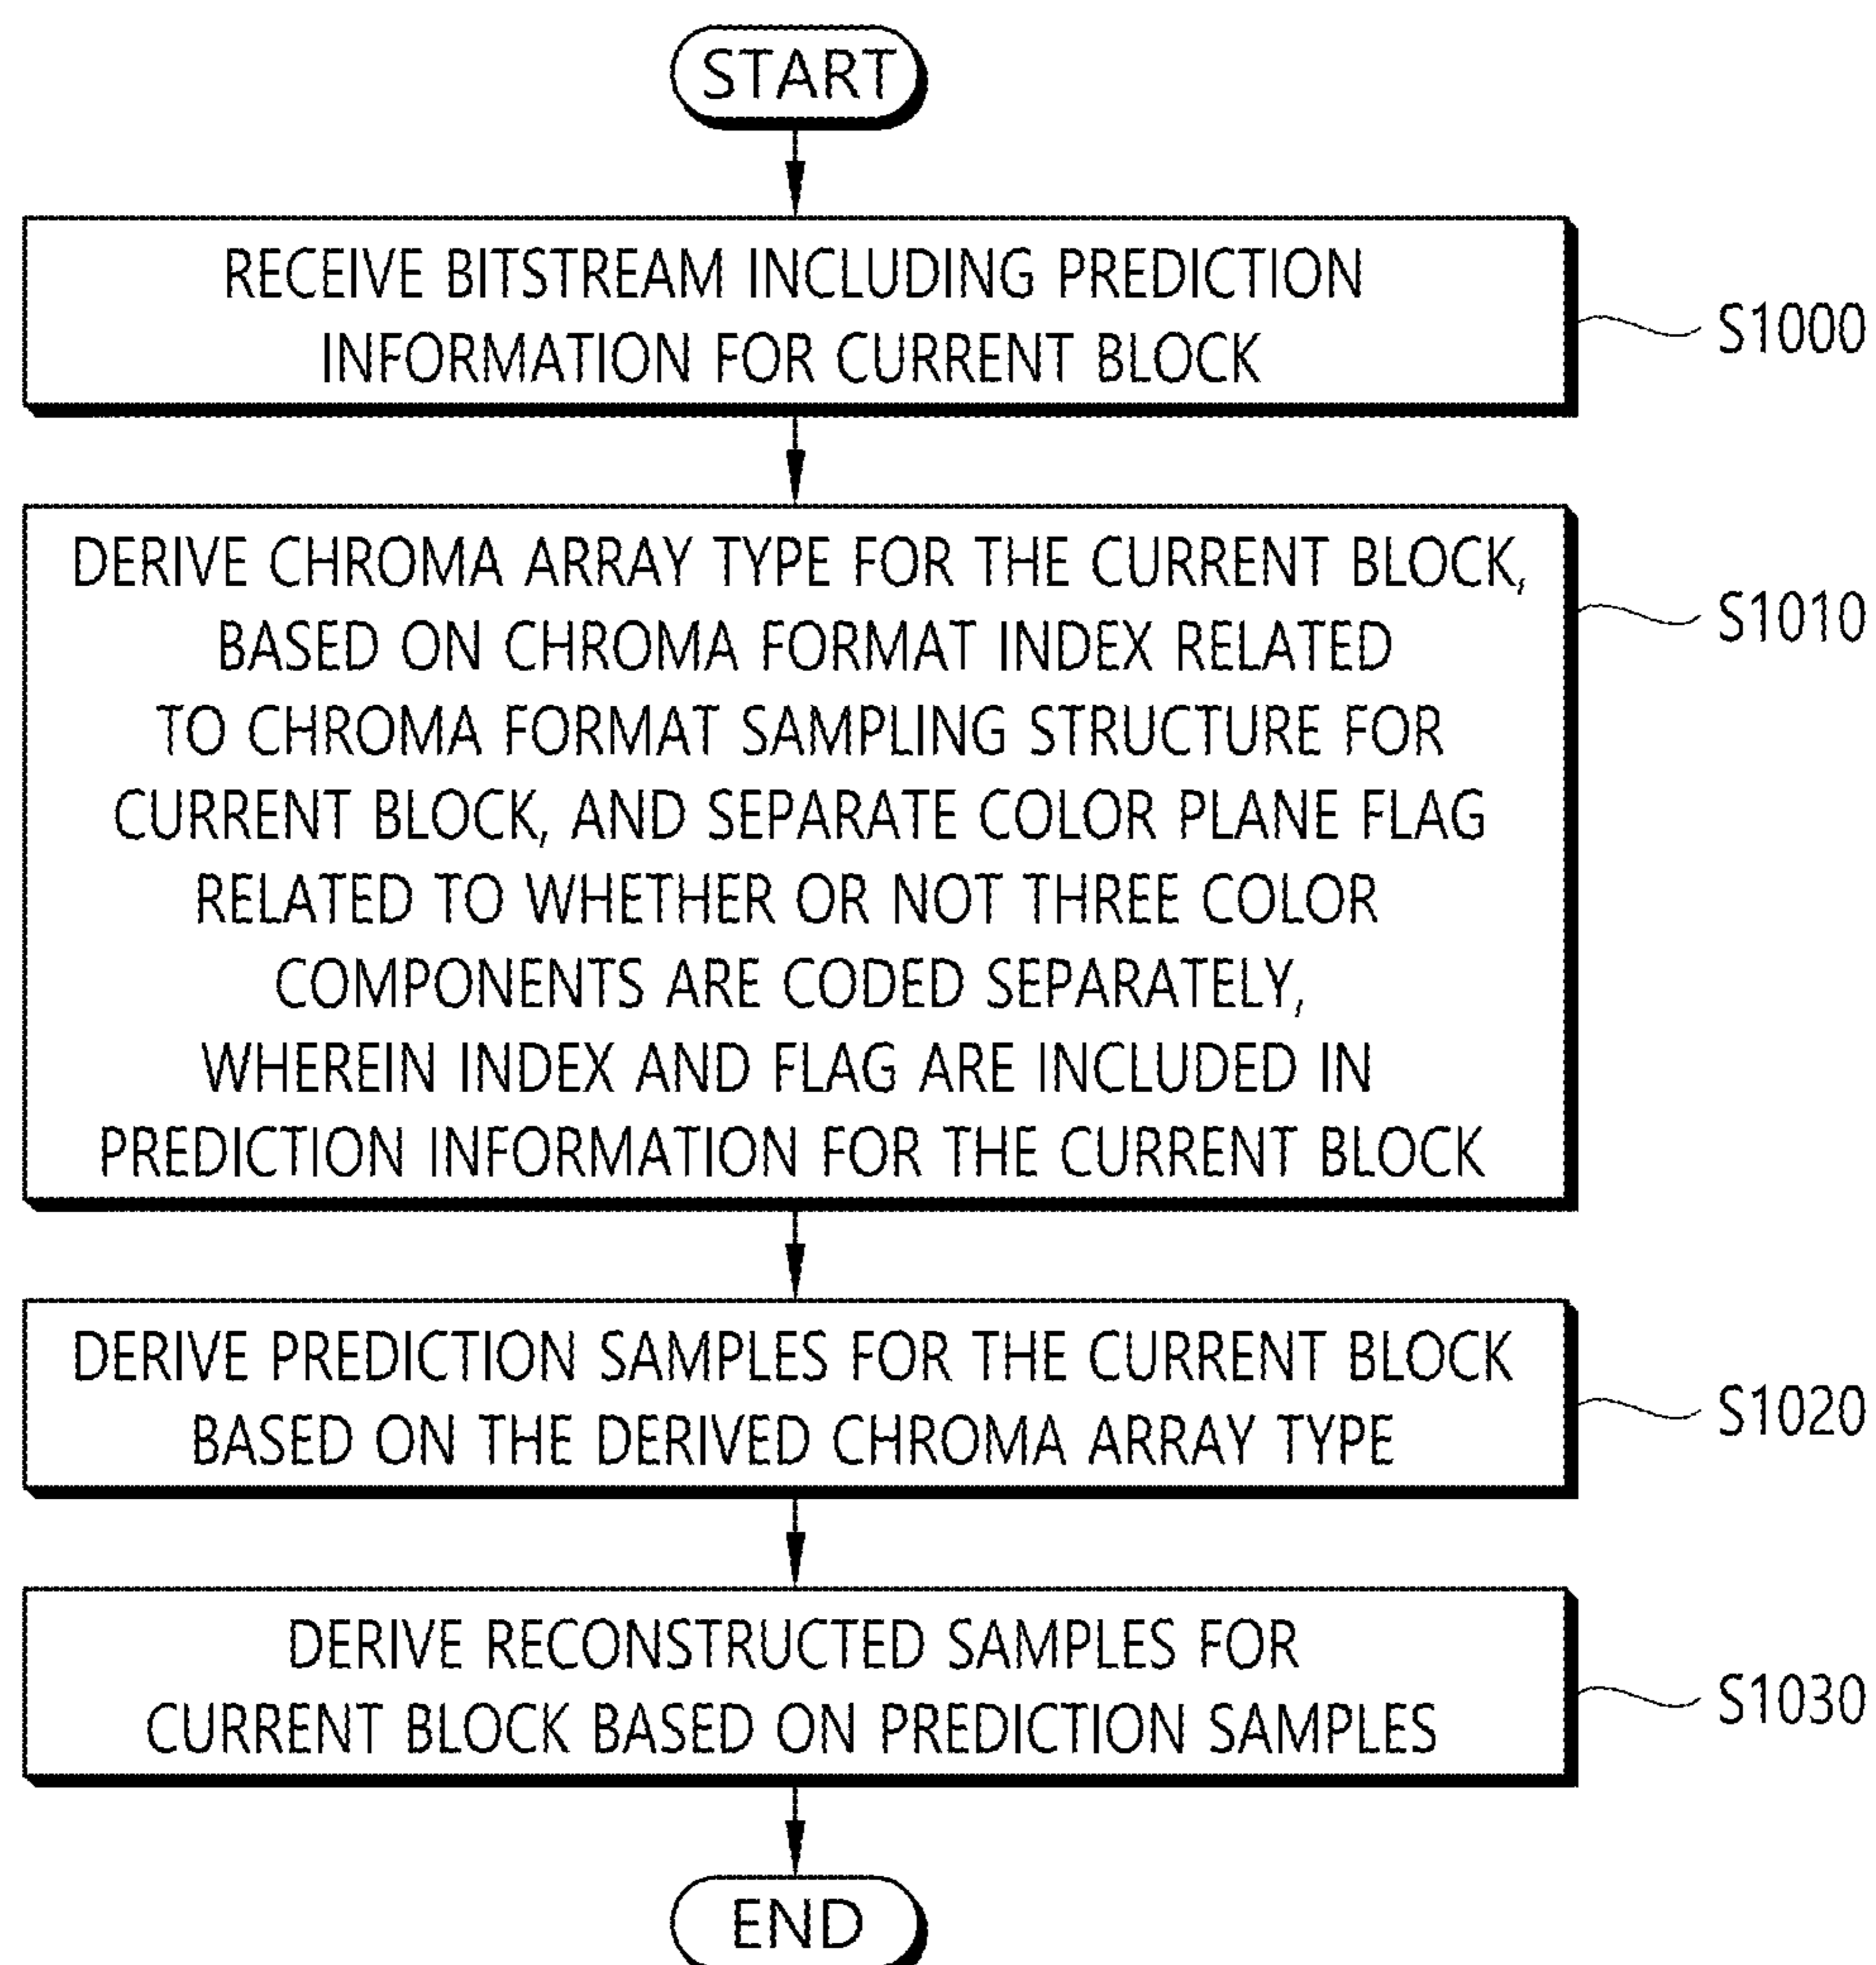 START
RECEIVE BITSTREAM INCLUDING PREDICTION
INFORMATION FOR CURRENT BLOCK
S1000
DERIVE CHROMA ARRAY TYPE FOR THE CURRENT BLOCK,
BASED ON CHROMA FORMAT INDEX RELATED
TO CHROMA FORMAT SAMPLING STRUCTURE FOR
CURRENT BLOCK, AND SEPARATE COLOR PLANE FLAG
RELATED TO WHETHER OR NOT THREE COLOR
COMPONENTS ARE CODED SEPARATELY,
WHEREIN INDEX AND FLAG ARE INCLUDED IN
PREDICTION INFORMATION FOR THE CURRENT BLOCK
S1010
DERIVE PREDICTION SAMPLES FOR THE CURRENT BLOCK
BASED ON THE DERIVED CHROMA ARRAY TYPE
S1020
DERIVE RECONSTRUCTED SAMPLES FOR
CURRENT BLOCK BASED ON PREDICTION SAMPLES
S1030
END